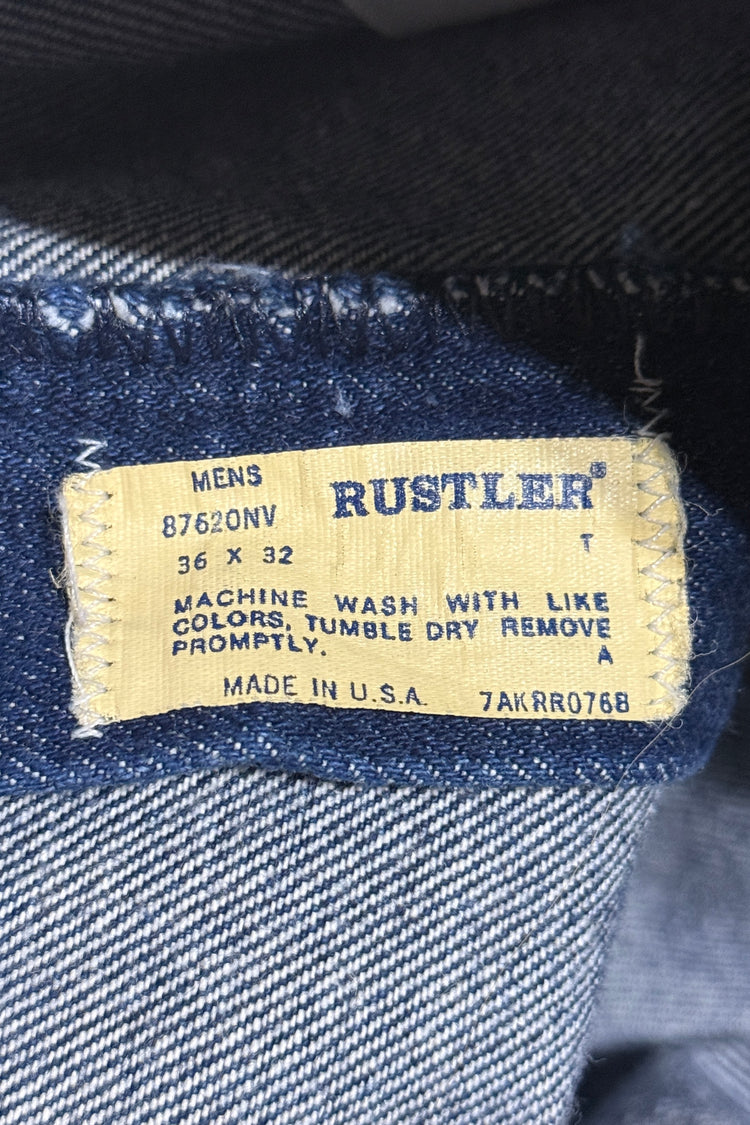 MENS
RUSTLER®
87620NV
36 X 32
T
MACHINE WASH WITH LIKE
COLORS. TUMBLE DRY REMOVE
PROMPTLY.
A
MADE IN U.S.A.
7AKRR0768